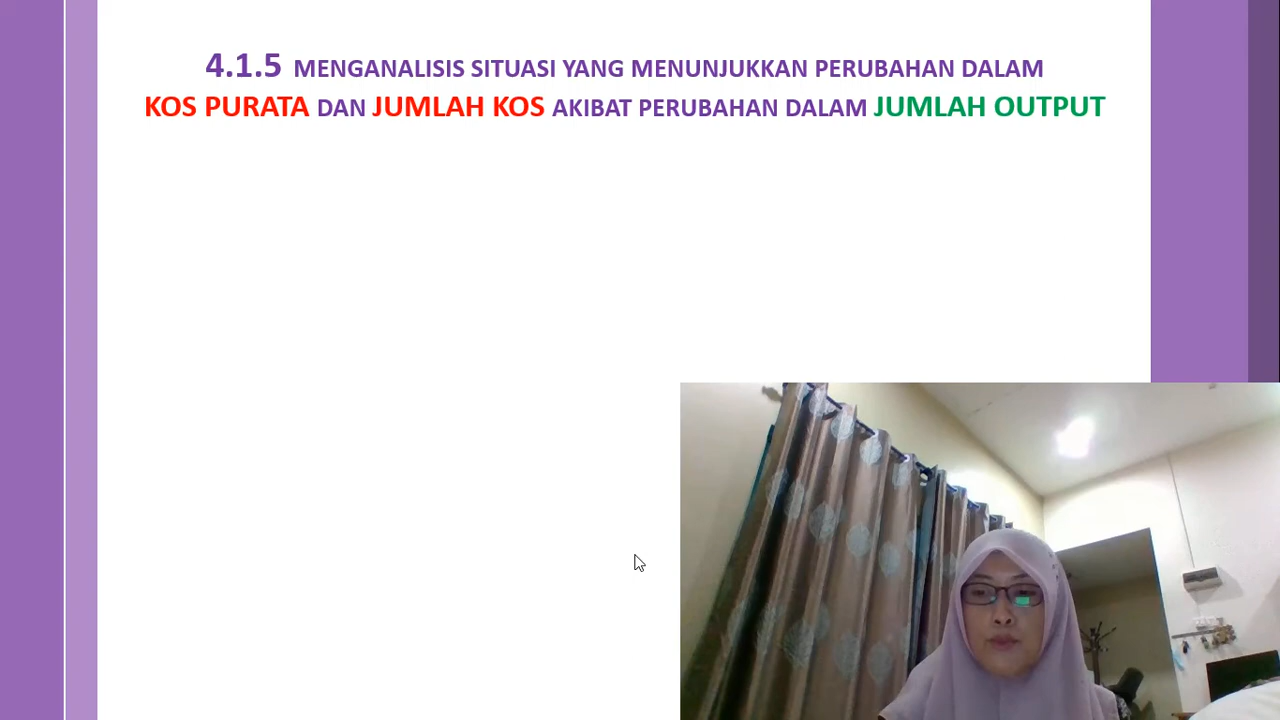 4.1.5 MENGANALISIS SITUASI YANG MENUNJUKKAN PERUBAHAN DALAM
KOS PURATA DAN JUMLAH KOS AKIBAT PERUBAHAN DALAM JUMLAH OUTPUT